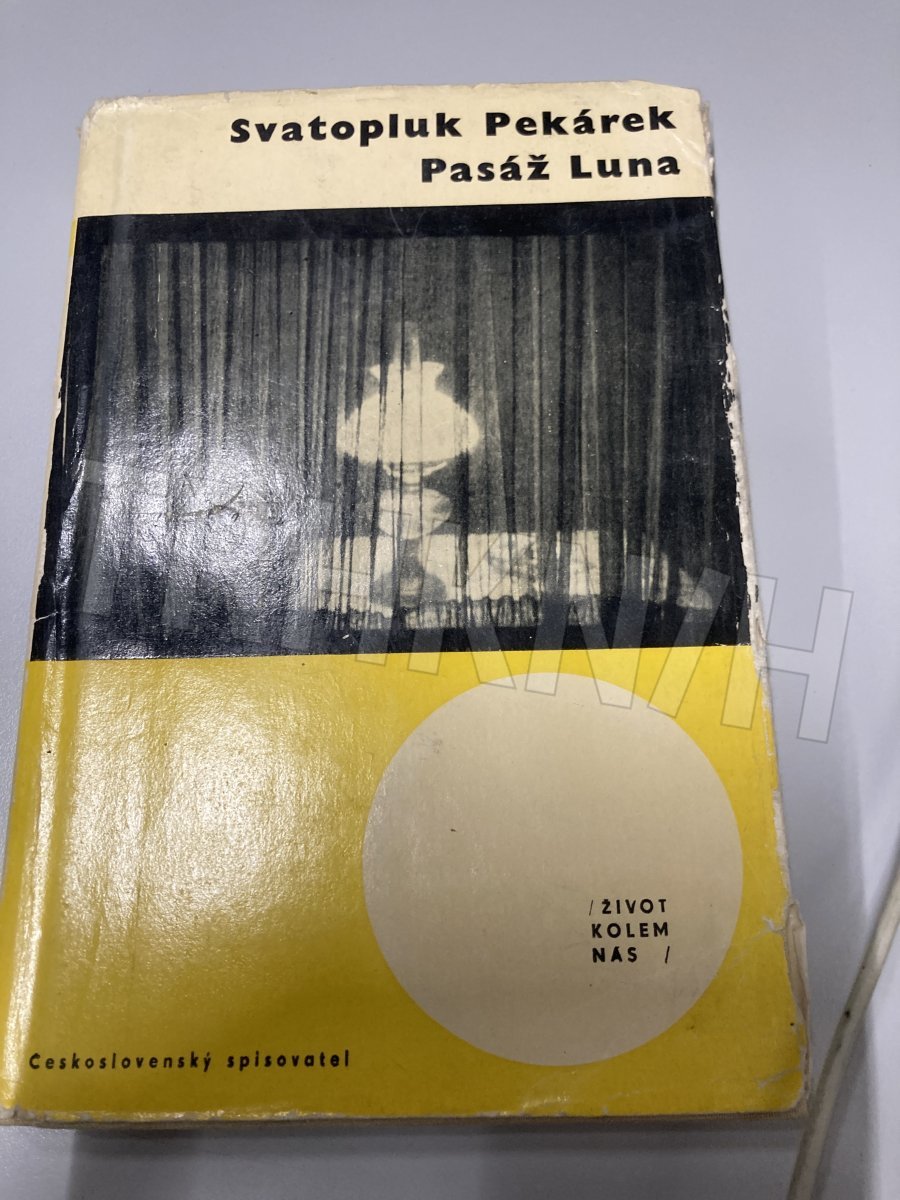 Svatopluk Pekárek
Pasáž Luna
/ŽIVOT
KOLEM
NÁS /
Československý spisovatel